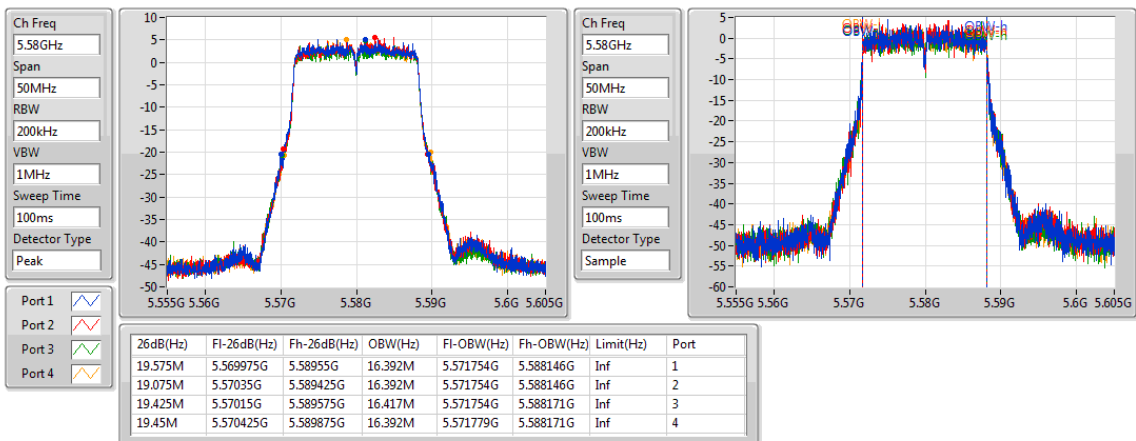 Ch Freq
5.58GHz
Span
50MHz
RBW
200kHz
VBW
1MHz
Sweep Time
100ms
Detector Type
Peak
10
5
0
-5
-10
-15
-20
-25
-30
-35
-40
-45
-50
5.555G 5.56G 5.57G 5.58G 5.59G 5.6G 5.605G
Ch Freq
5.58GHz
Span
50MHz
RBW
200kHz
VBW
1MHz
Sweep Time
100ms
Detector Type
Sample
5
0
-5
-10
-15
-20
-25
-30
-35
-40
-45
-50
-55
-60
5.555G 5.56G 5.57G 5.58G 5.59G 5.6G 5.605G
Port 1
Port 2
Port 3
Port 4
26dB(Hz) Fl-26dB(Hz) Fh-26dB(Hz) OBW(Hz) Fl-OBW(Hz) Fh-OBW(Hz) Limit(Hz) Port
19.575M 5.569975G 5.58955G 16.392M 5.571754G 5.588146G Inf 1
19.075M 5.57035G 5.589425G 16.392M 5.571754G 5.588146G Inf 2
19.425M 5.57015G 5.589575G 16.417M 5.571754G 5.588171G Inf 3
19.45M 5.570425G 5.589875G 16.392M 5.571779G 5.588171G Inf 4